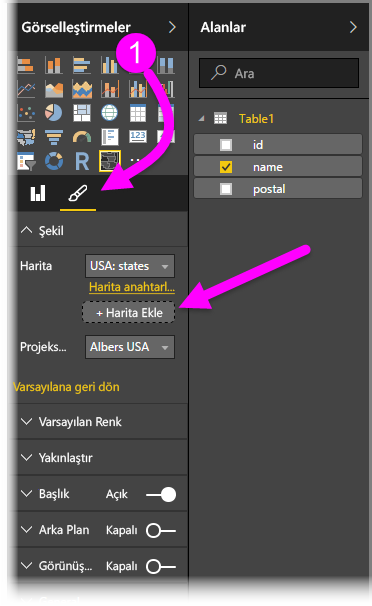 Görselleştirmeler
1
R
123
Şekil
Harita
USA: states
Harita anahtarl...
+ Harita Ekle
Projeks...
Albers USA
Varsayılana geri dön
Varsayılan Renk
Yakınlaştır
Başlık Açık
Arka Plan Kapalı
Görünüş... Kapalı
Alanlar
Ara
Table1
id
name
postal